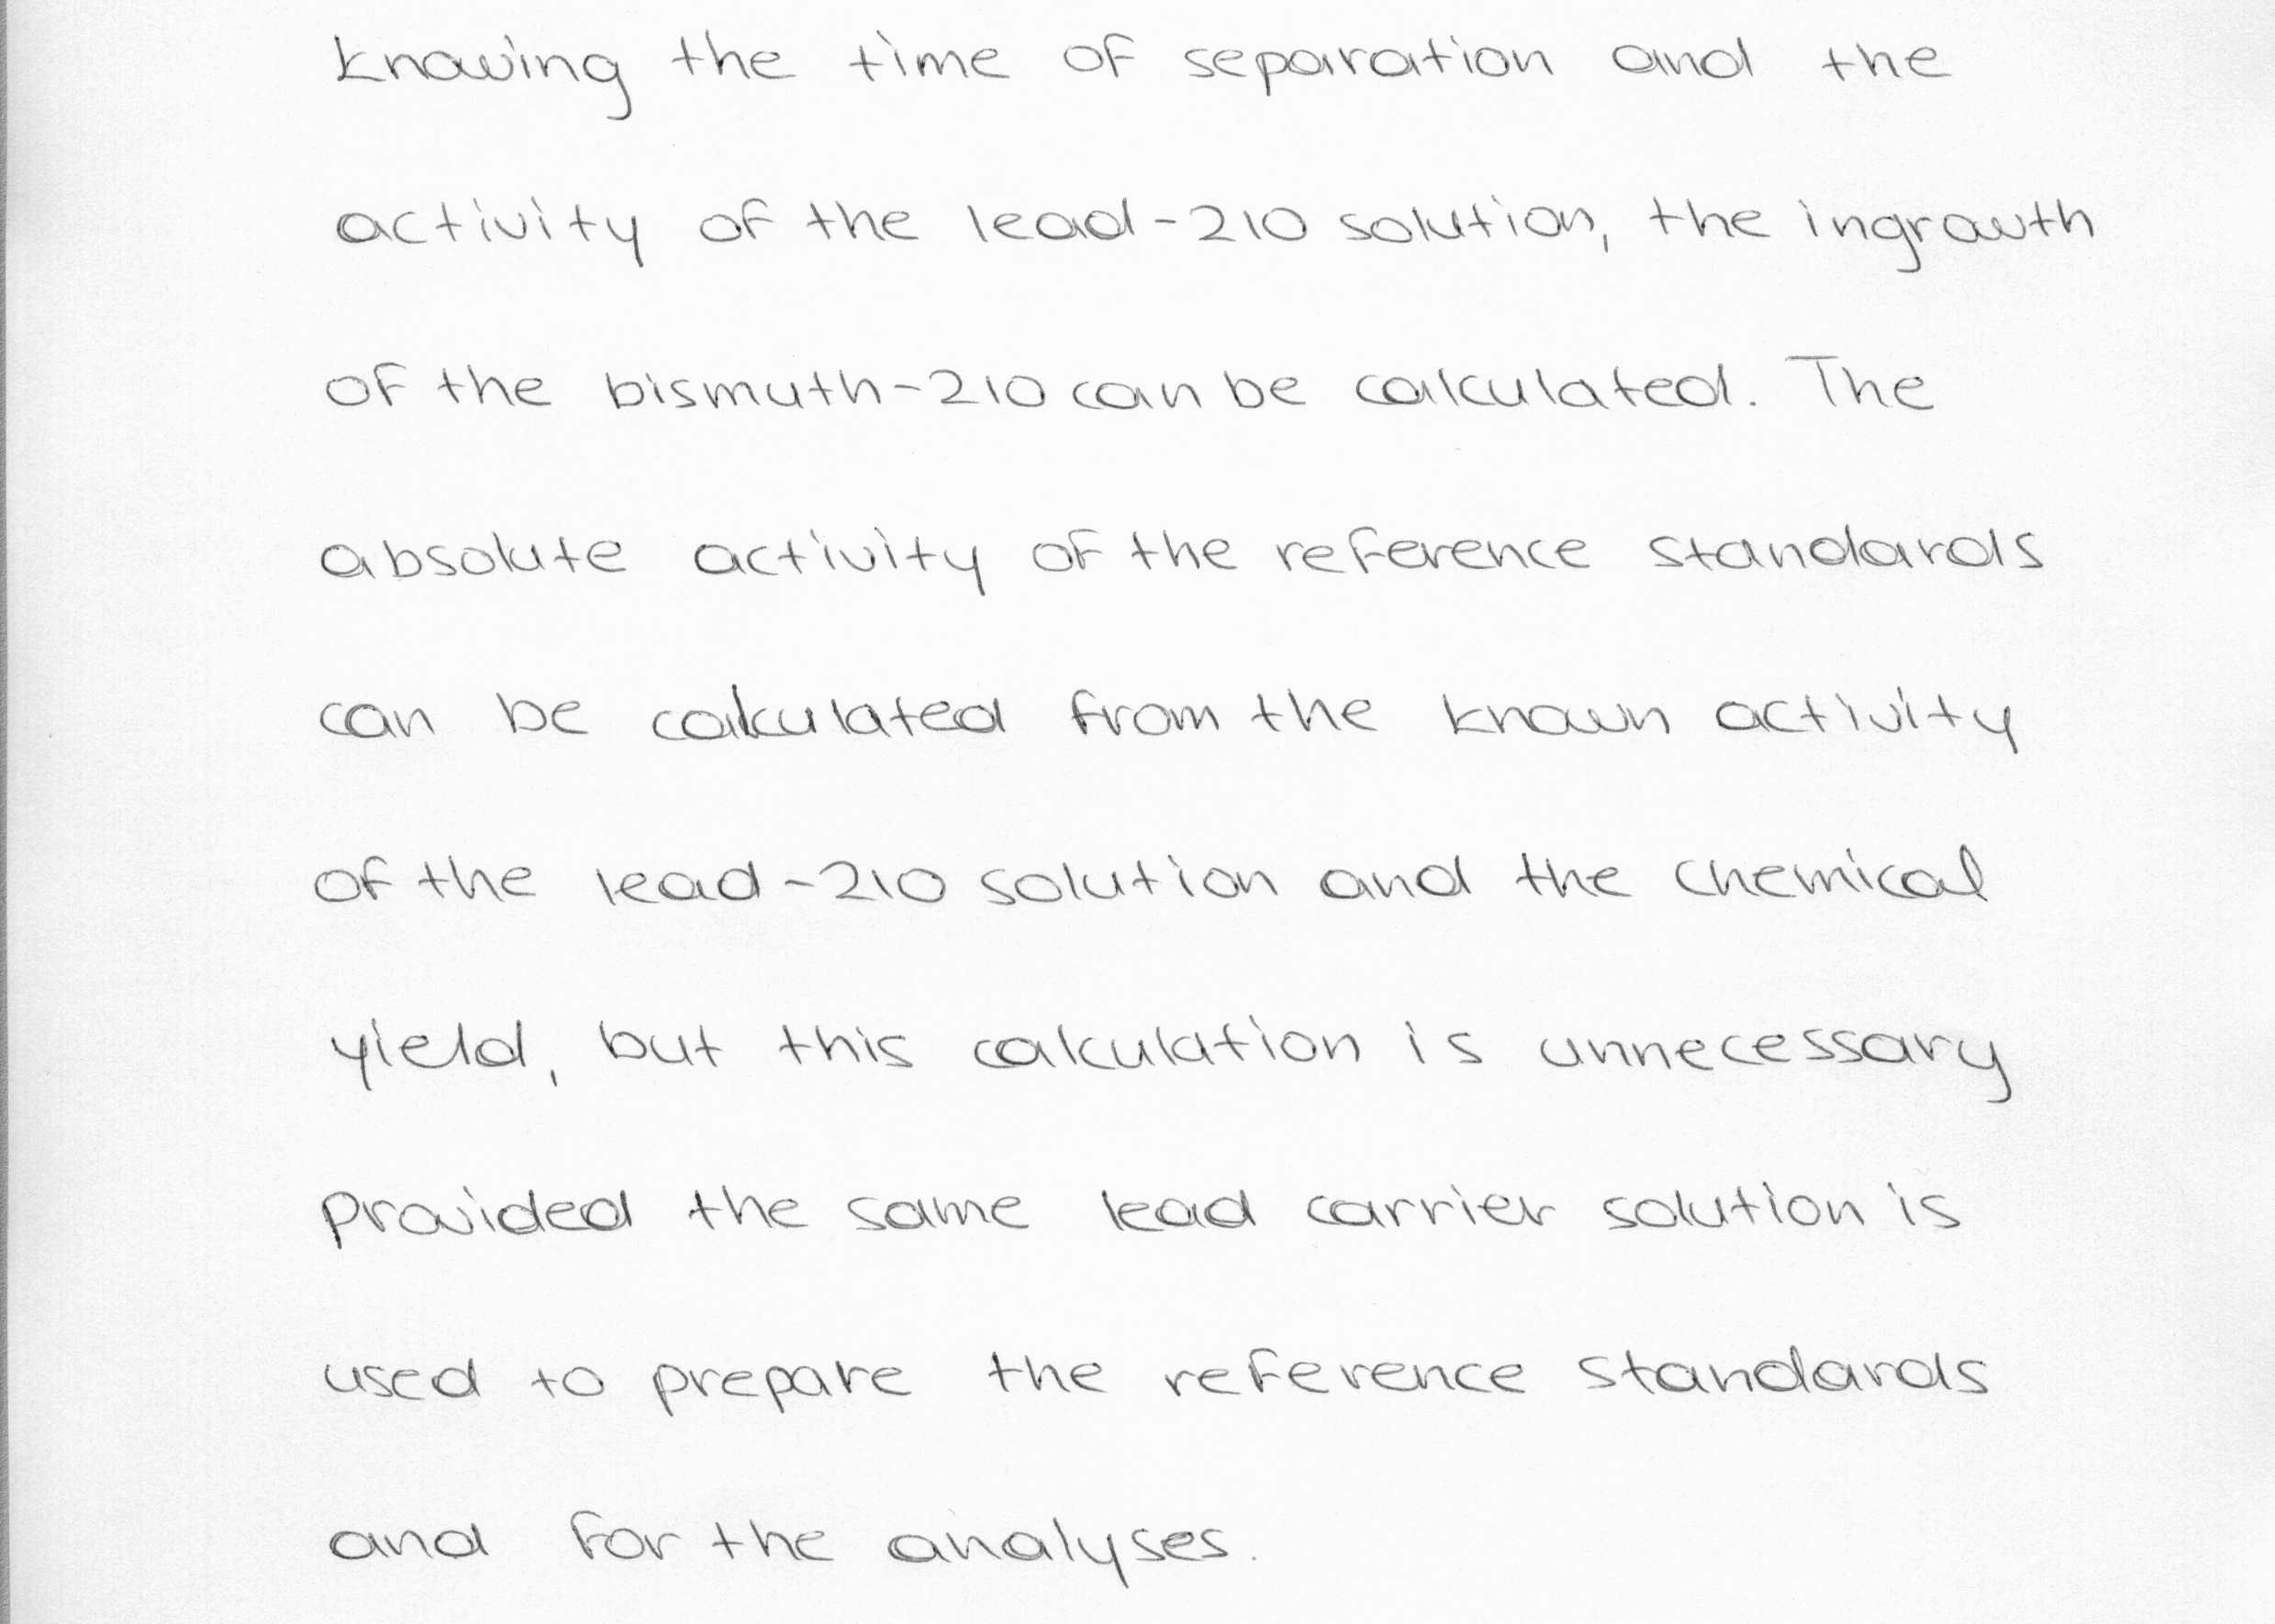 knowing the time of separation and the
activity of the lead-210 solution, the ingrowth
of the bismuth-210 can be calculated. The
absolute activity of the reference standards
can be calculated from the known activity
of the lead-210 solution and the chemical
yield, but this calculation is unnecessary
provided the same lead carrier solution is
used to prepare the reference standards
and for the analyses.